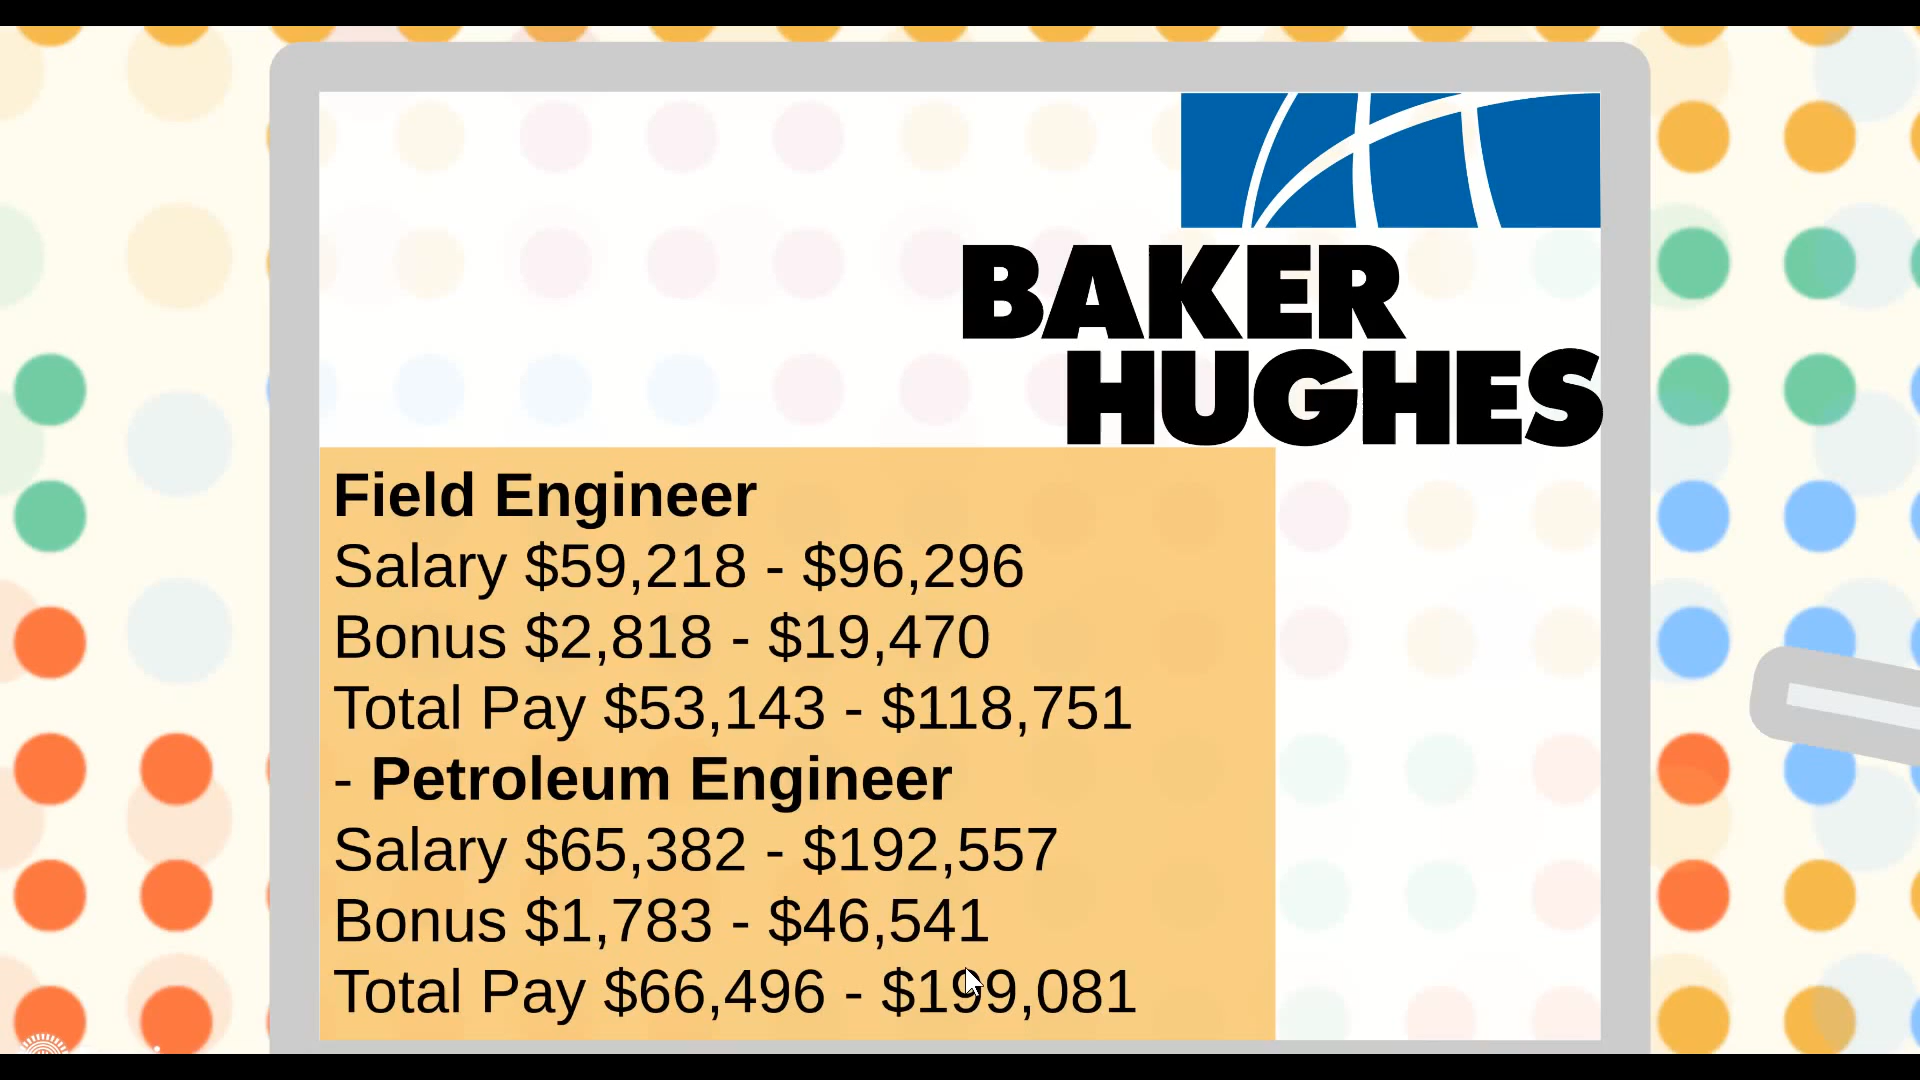 BAKER
HUGHES
Field Engineer
Salary $59,218 - $96,296
Bonus $2,818 - $19,470
Total Pay $53,143 - $118,751
- Petroleum Engineer
Salary $65,382 - $192,557
Bonus $1,783 - $46,541
Total Pay $66,496 - $199,081